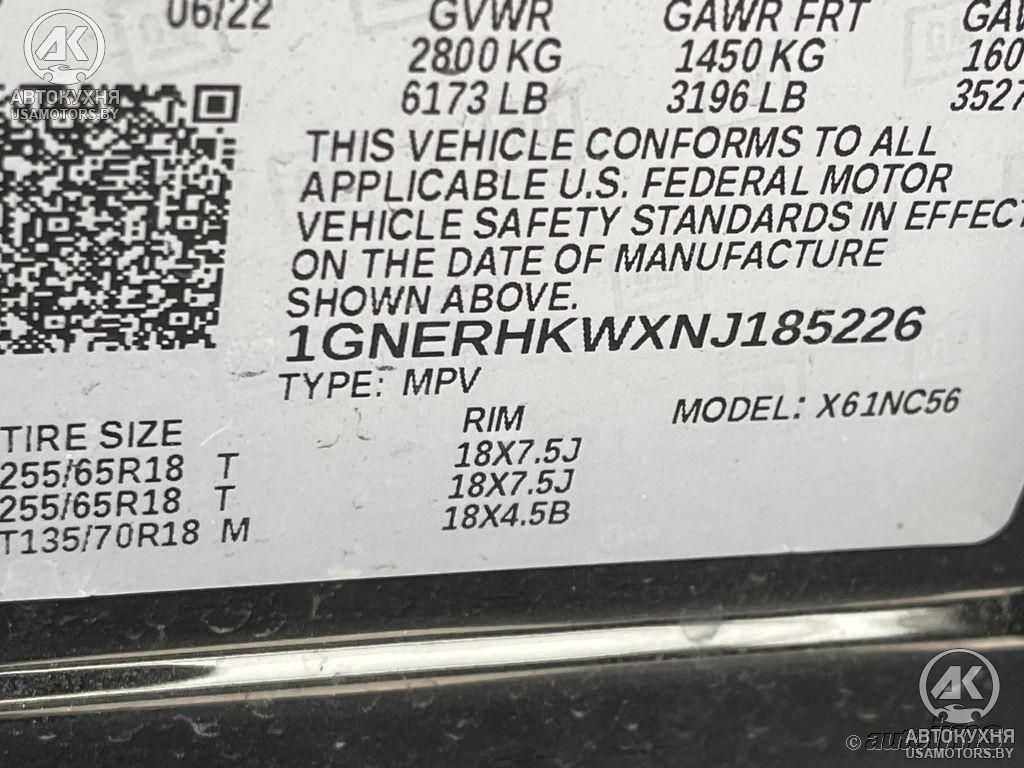 06/22 GVWR GAWR FRT
2800 KG 1450 KG
6173 LB 3196 LB
THIS VEHICLE CONFORMS TO ALL
APPLICABLE U.S. FEDERAL MOTOR
VEHICLE SAFETY STANDARDS IN EFFECT
ON THE DATE OF MANUFACTURE
SHOWN ABOVE.
1GNERHKWXNJ185226
TYPE: MPV
MODEL: X61NC56
TIRE SIZE RIM
255/65R18 T 18X7.5J
255/65R18 T 18X7.5J
T135/70R18 M 18X4.5B
АК
АВТОКУХНЯ
USAMOTORS.BY
АК
АВТОКУХНЯ
USAMOTORS.BY